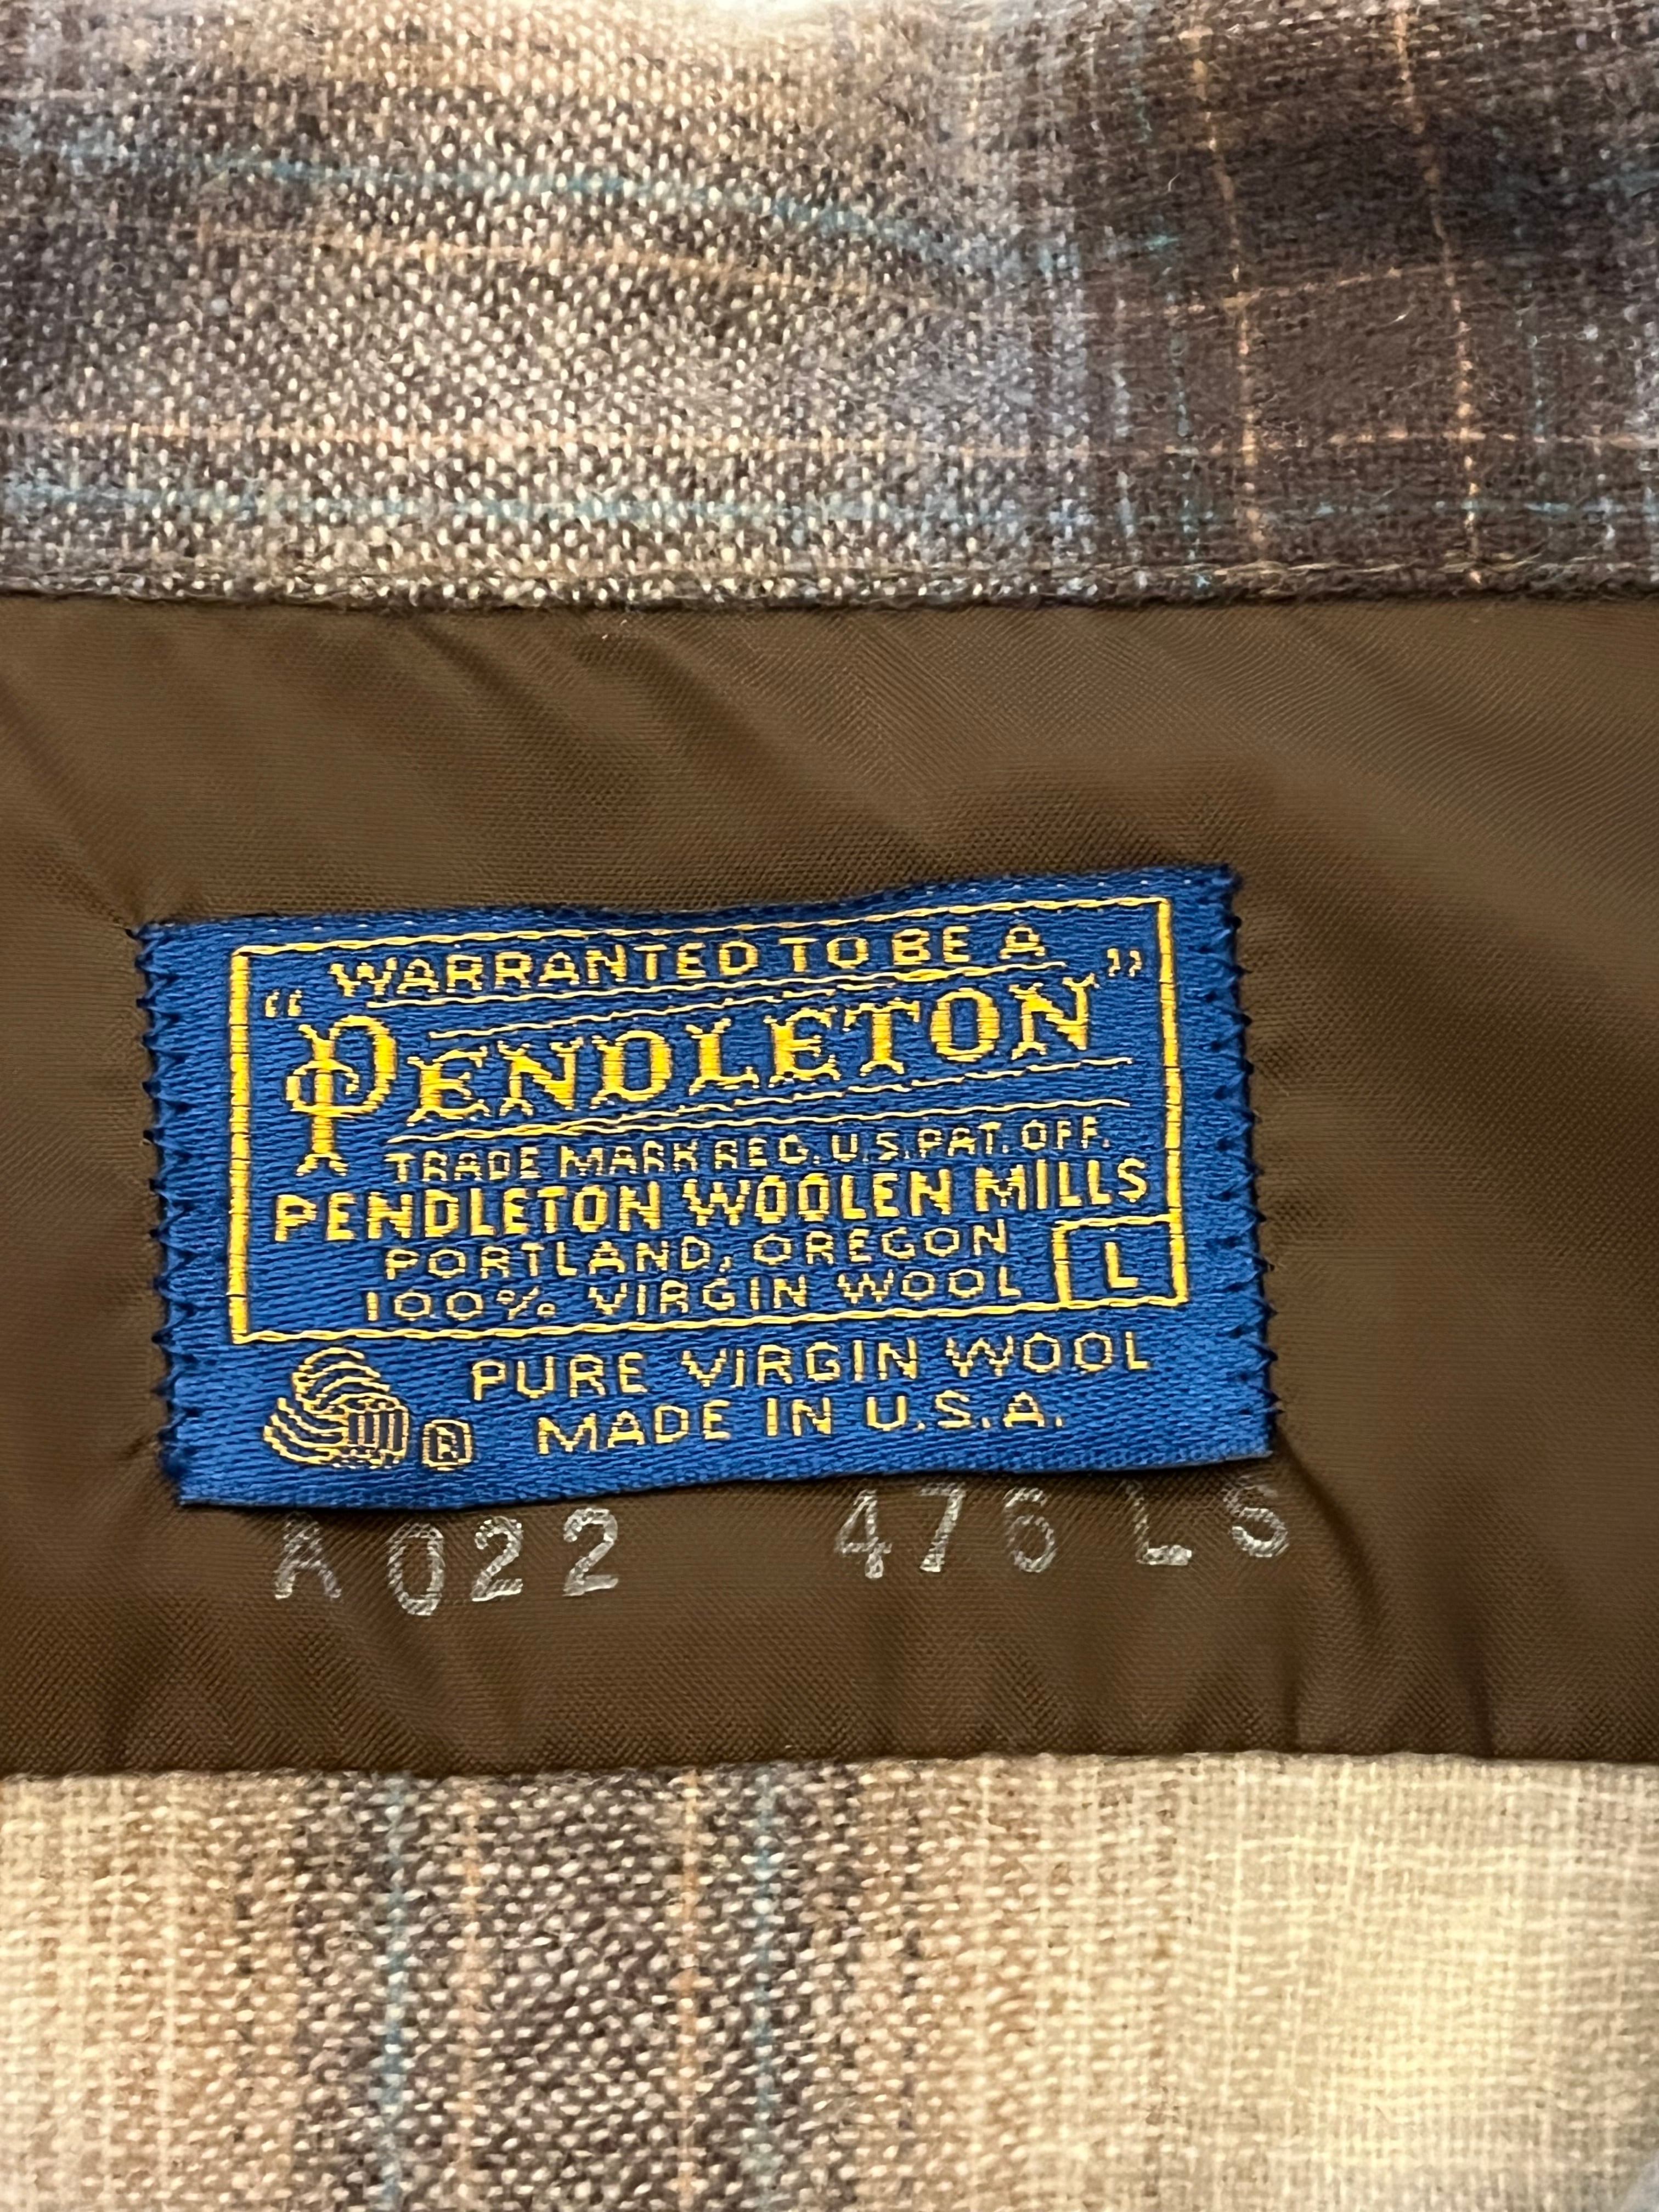 WARRANTED TO BE A
"PENDLETON"
TRADE MARK REG. U.S. PAT. OFF.
PENDLETON WOOLEN MILLS
PORTLAND, OREGON
100% VIRGIN WOOL L
PURE VIRGIN WOOL
R MADE IN U.S.A.
A022 476 LS